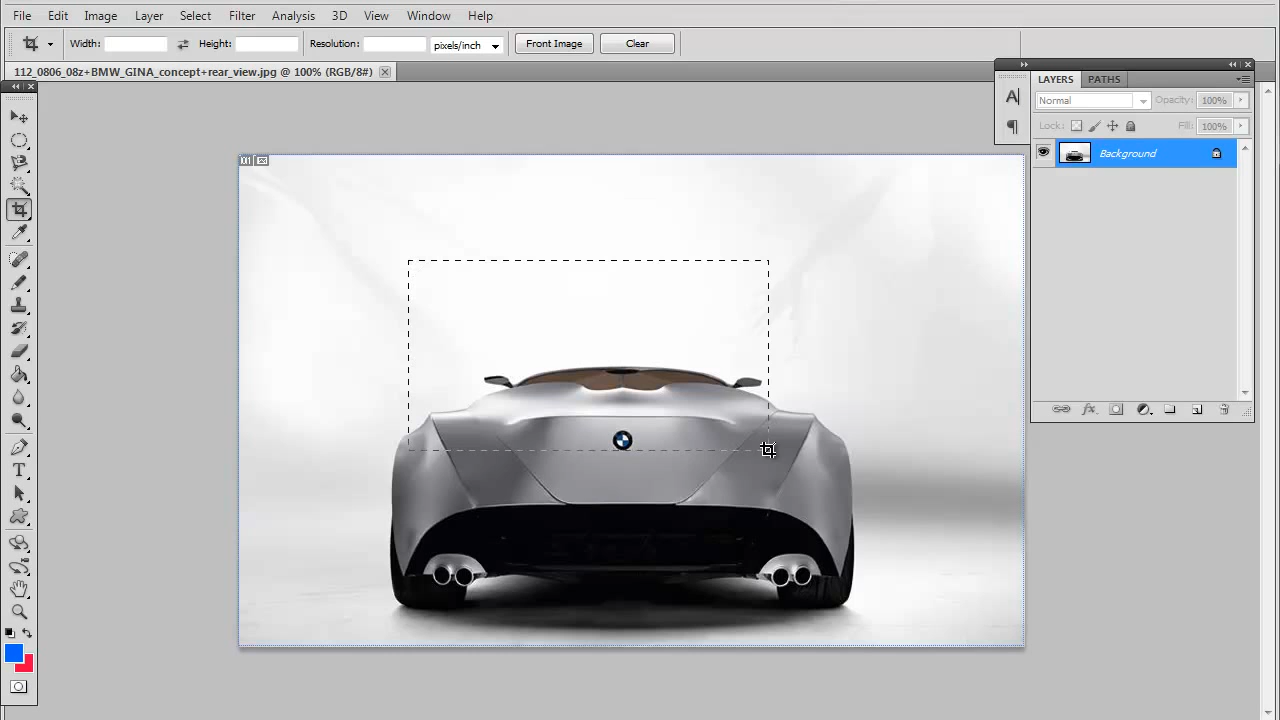 File Edit Image Layer Select Filter Analysis 3D View Window Help
Width: Height: Resolution: pixels/inch Front Image Clear
112_0806_08z+BMW_GINA_concept+rear_view.jpg @ 100% (RGB/8#)
LAYERS PATHS
Normal Opacity: 100%
Lock: Fill: 100%
Background